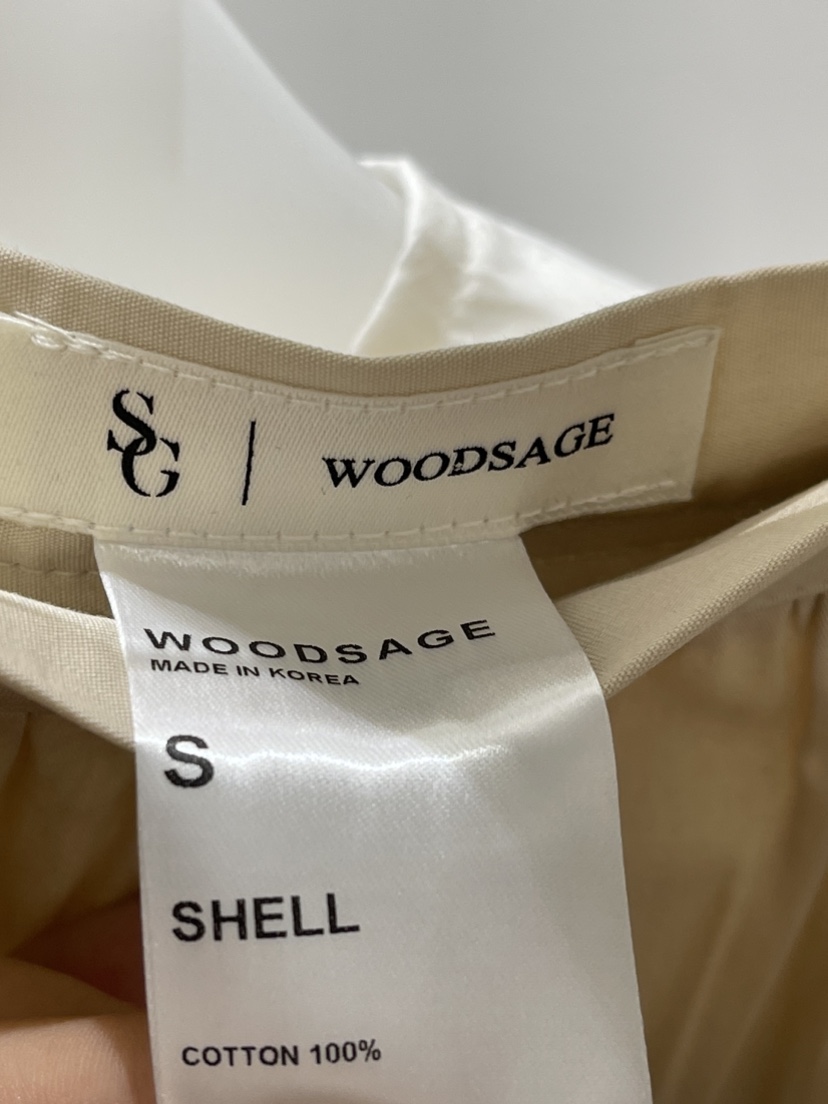 SG | WOODSAGE
WOODSAGE
MADE IN KOREA
S
SHELL
COTTON 100%